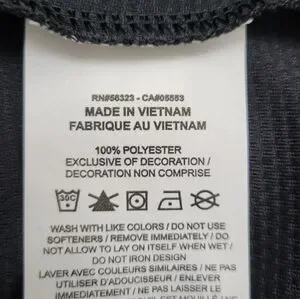 RN#56323 - CA#05553
MADE IN VIETNAM
FABRIQUE AU VIETNAM
100% POLYESTER
EXCLUSIVE OF DECORATION /
DECORATION NON COMPRISE
30C
WASH WITH LIKE COLORS / DO NOT USE
SOFTENERS / REMOVE IMMEDIATELY / DO
NOT ALLOW TO LAY ON ITSELF WHEN WET /
DO NOT IRON DESIGN
LAVER AVEC COULEURS SIMILAIRES / NE PAS
UTILISER D'ADOUCISSEUR / ENLEVER
IMMÉDIATEMENT / NE PAS LAISSER LE